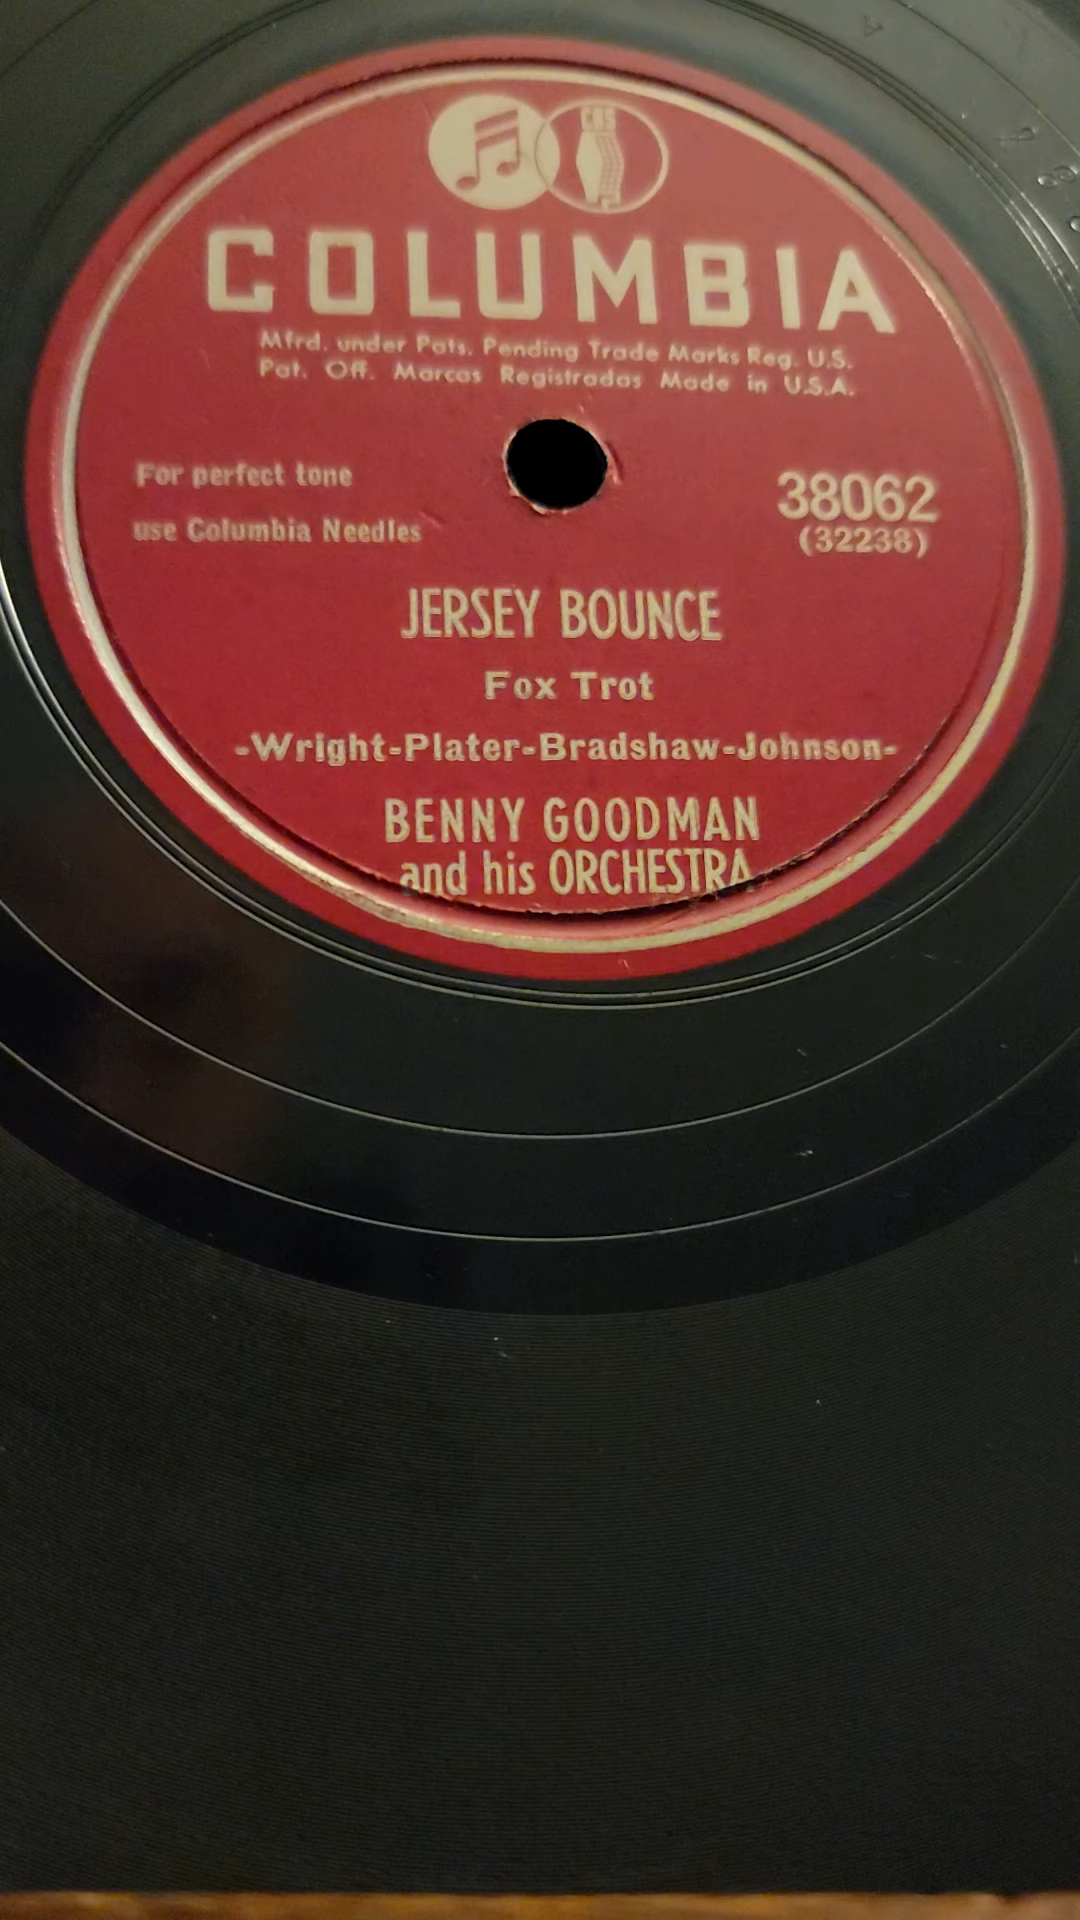 CBS
COLUMBIA
Mfrd. under Pats. Pending Trade Marks Reg. U.S.
Pat. Off. Marcas Registradas Made in U.S.A.
For perfect tone
use Columbia Needles
38062
(32238)
JERSEY BOUNCE
Fox Trot
-Wright-Plater-Bradshaw-Johnson-
BENNY GOODMAN
and his ORCHESTRA